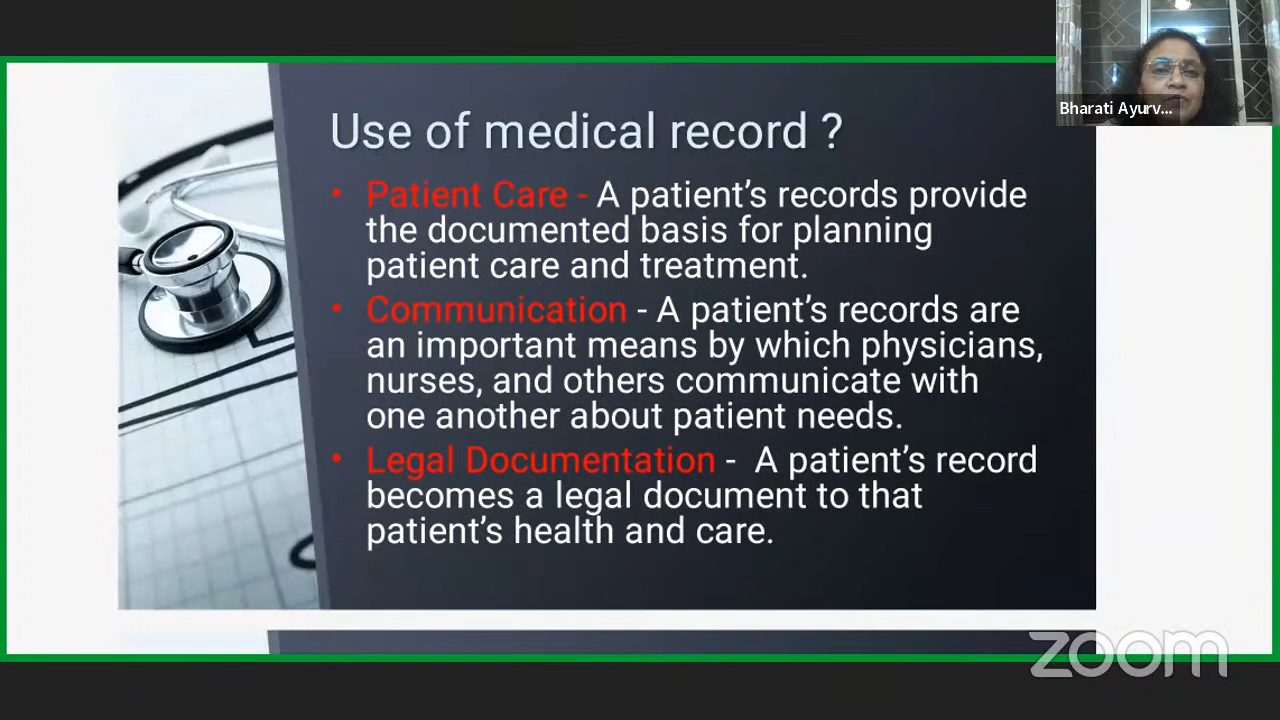 Bharati Ayurv...
Use of medical record ?
• Patient Care - A patient's records provide
the documented basis for planning
patient care and treatment.
• Communication - A patient's records are
an important means by which physicians,
nurses, and others communicate with
one another about patient needs.
• Legal Documentation - A patient's record
becomes a legal document to that
patient's health and care.
zoom